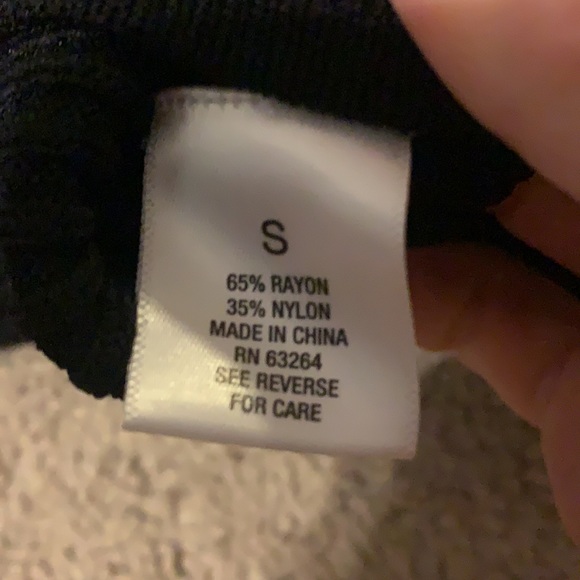 S
65% RAYON
35% NYLON
MADE IN CHINA
RN 63264
SEE REVERSE
FOR CARE